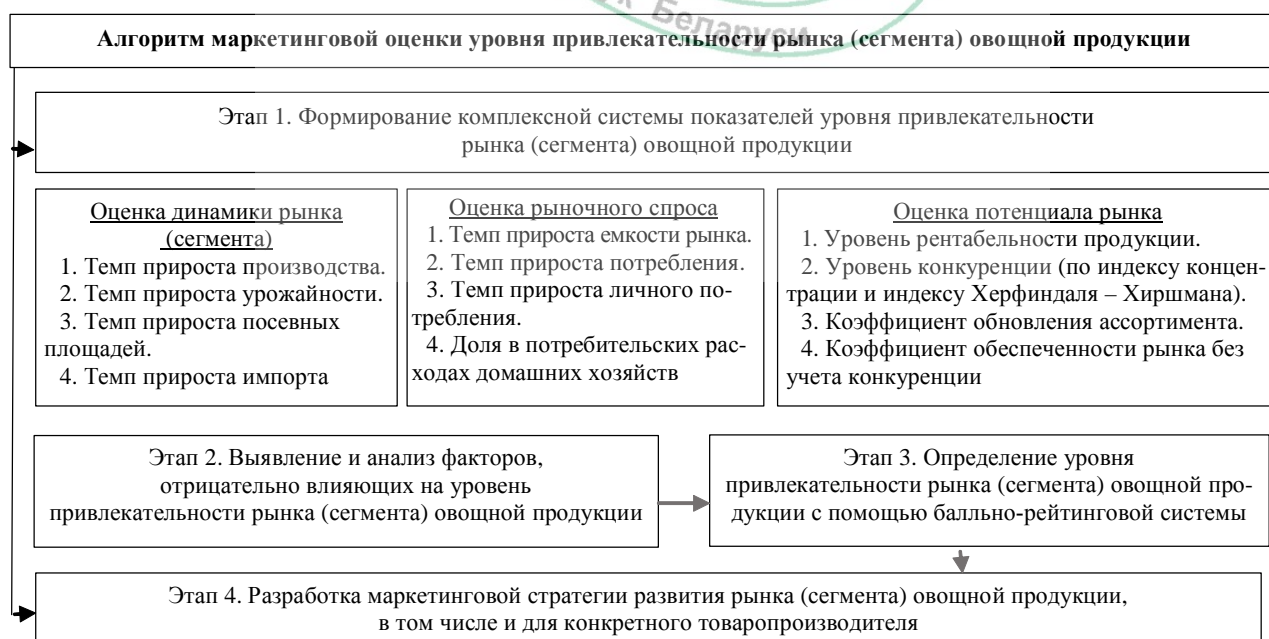 к Беларуси
Алгоритм маркетинговой оценки уровня привлекательности рынка (сегмента) овощной продукции
Этап 1. Формирование комплексной системы показателей уровня привлекательности
рынка (сегмента) овощной продукции
Оценка динамики рынка
(сегмента)
1. Темп прироста производства.
2. Темп прироста урожайности.
3. Темп прироста посевных
площадей.
4. Темп прироста импорта
Оценка рыночного спроса
1. Темп прироста емкости рынка.
2. Темп прироста потребления.
3. Темп прироста личного по-
требления.
4. Доля в потребительских рас-
ходах домашних хозяйств
Оценка потенциала рынка
1. Уровень рентабельности продукции.
2. Уровень конкуренции (по индексу концен-
трации и индексу Херфиндаля – Хиршмана).
3. Коэффициент обновления ассортимента.
4. Коэффициент обеспеченности рынка без
учета конкуренции
Этап 2. Выявление и анализ факторов,
отрицательно влияющих на уровень
привлекательности рынка (сегмента) овощной продукции
Этап 3. Определение уровня
привлекательности рынка (сегмента) овощной про-
дукции с помощью балльно-рейтинговой системы
Этап 4. Разработка маркетинговой стратегии развития рынка (сегмента) овощной продукции,
в том числе и для конкретного товаропроизводителя